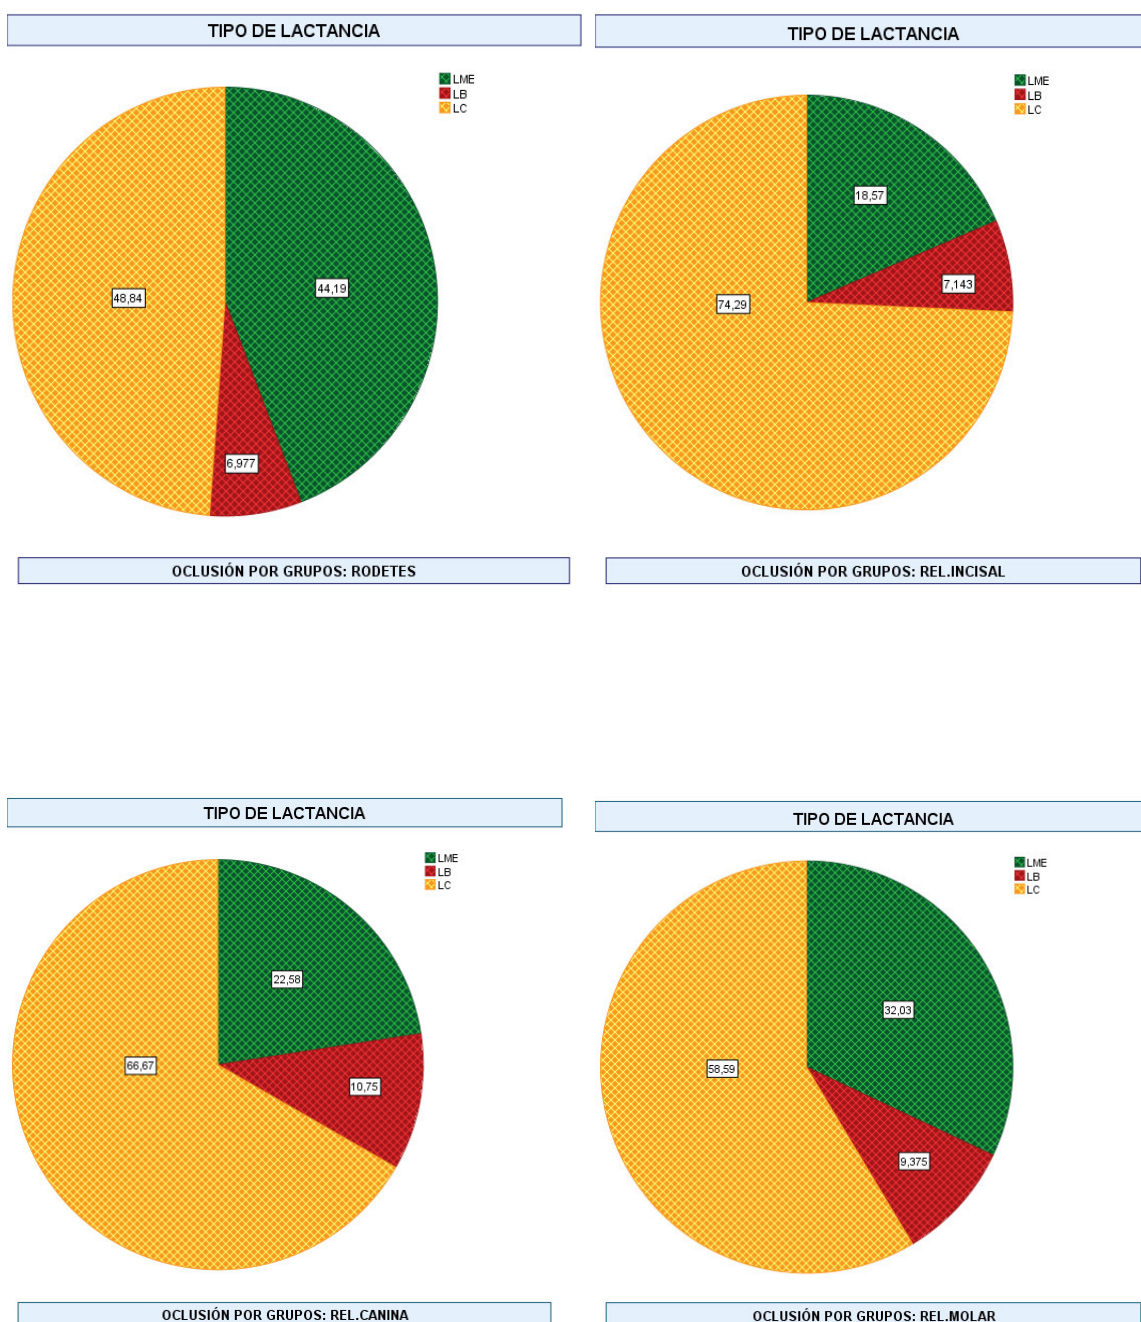 TIPO DE LACTANCIA
LME
LB
LC
44,19
48,84
6,977
OCLUSIÓN POR GRUPOS: RODETES
TIPO DE LACTANCIA
LME
LB
LC
18,57
7,143
74,29
OCLUSIÓN POR GRUPOS: REL.INCISAL
TIPO DE LACTANCIA
LME
LB
LC
22,58
66,67
10,75
OCLUSIÓN POR GRUPOS: REL.CANINA
TIPO DE LACTANCIA
LME
LB
LC
32,03
58,59
9,375
OCLUSIÓN POR GRUPOS: REL.MOLAR